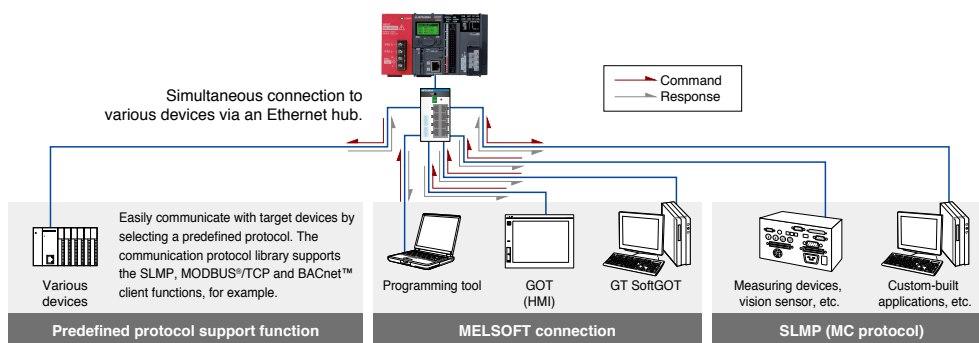 Simultaneous connection to
various devices via an Ethernet hub.
Command
Response
Easily communicate with target devices by
selecting a predefined protocol. The
communication protocol library supports
the SLMP, MODBUS®/TCP and BACnet™
client functions, for example.
Various
devices
Predefined protocol support function
Programming tool
GOT
(HMI)
GT SoftGOT
MELSOFT connection
Measuring devices,
vision sensor, etc.
Custom-built
applications, etc.
SLMP (MC protocol)